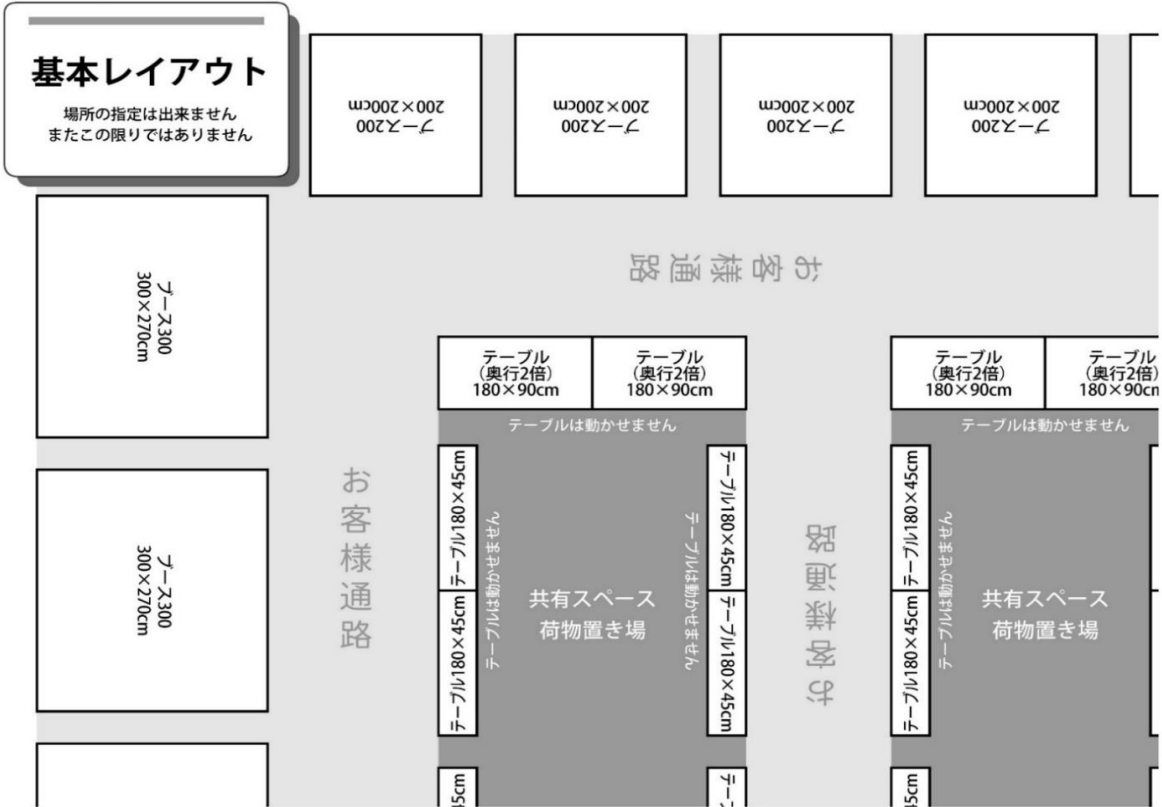 基本レイアウト
場所の指定は出来ません
またこの限りではありません
ブース200
200×200cm
ブース200
200×200cm
ブース200
200×200cm
ブース200
200×200cm
お客様通路
ブース300
300×270cm
ブース300
300×270cm
お客様通路
テーブル
（奥行2倍）
180×90cm
テーブル
（奥行2倍）
180×90cm
テーブルは動かせません
テーブル180×45cm
テーブル180×45cm
テーブルは動かせません
共有スペース
荷物置き場
テーブルは動かせません
テーブル180×45cm
テーブル180×45cm
45cm
テーブ
お客様通路
テーブル
（奥行2倍）
180×90cm
テーブル
（奥行2倍）
180×90cm
テーブルは動かせません
テーブル180×45cm
テーブル180×45cm
テーブルは動かせません
共有スペース
荷物置き場
45cm